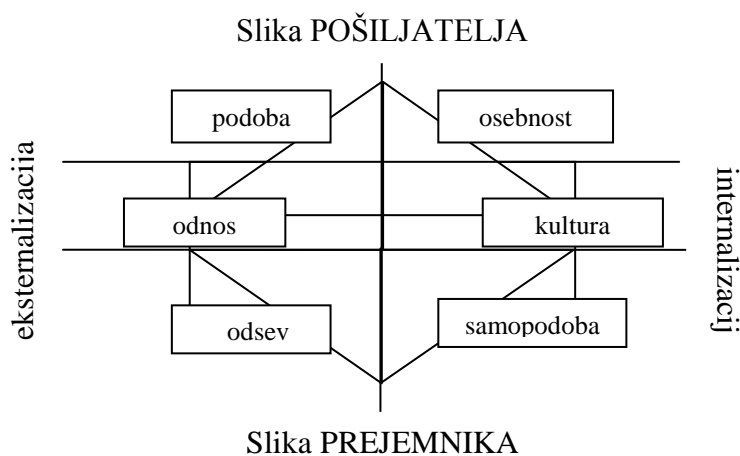 Slika POŠILJATELJA
podoba
osebnost
eksternalizacija
internalizacij
odnos
kultura
odsev
samopodoba
Slika PREJEMNIKA